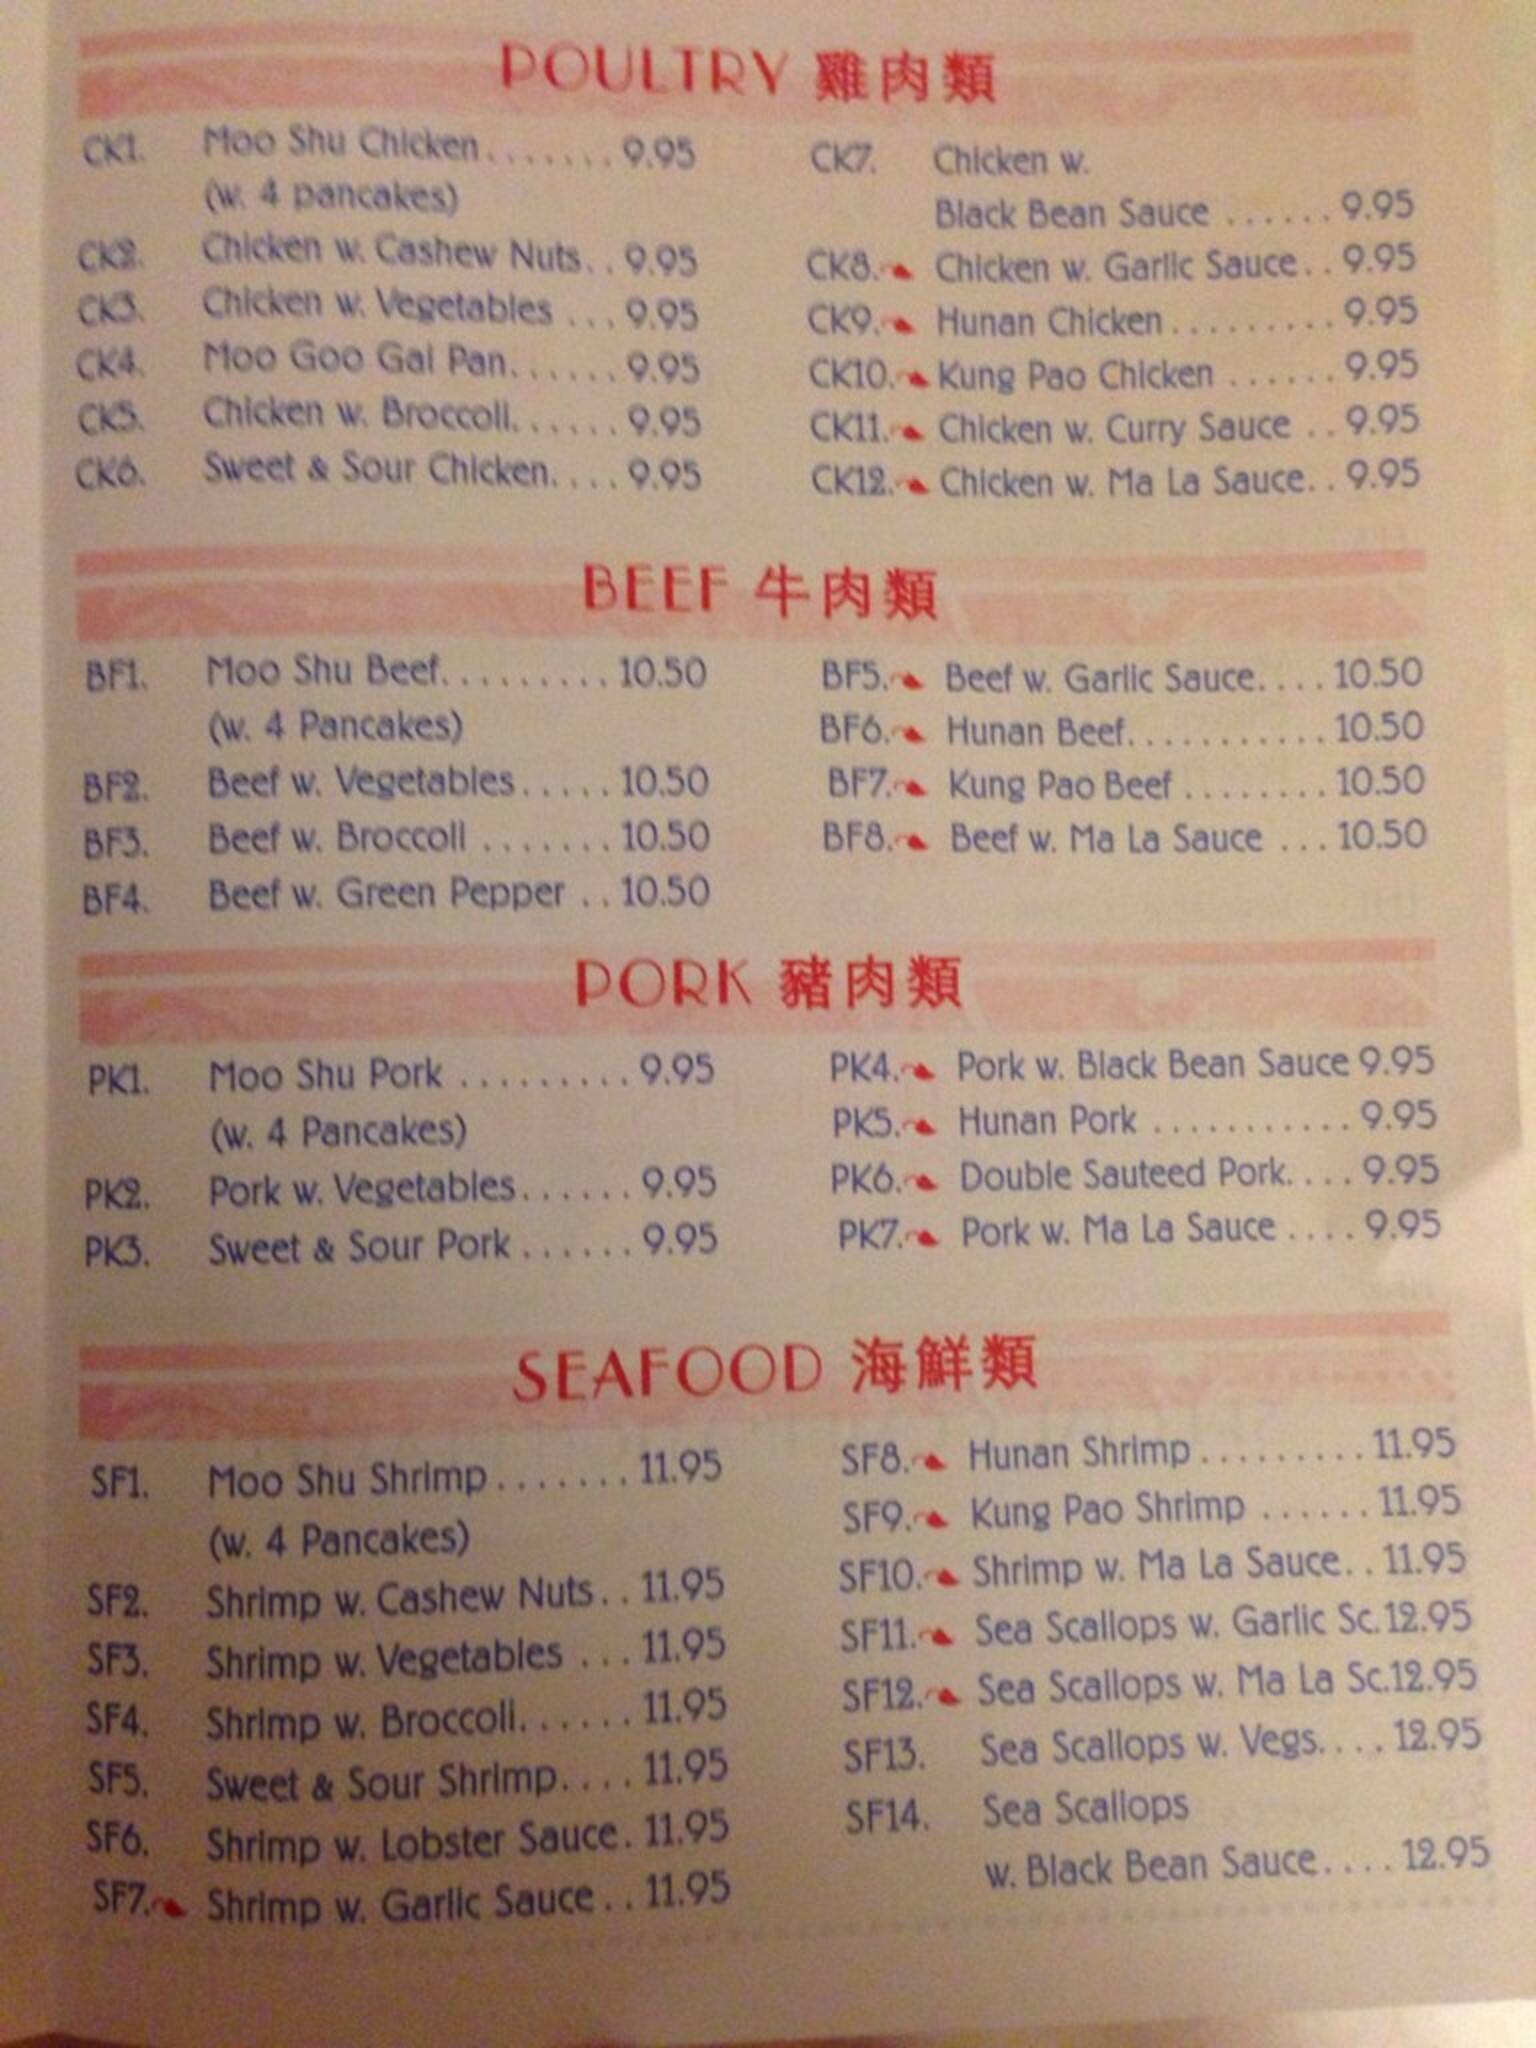 POULTRY 雞肉類
CK1. Moo Shu Chicken.......9.95
(w. 4 pancakes)
CK2. Chicken w. Cashew Nuts..9.95
CK3. Chicken w. Vegetables ...9.95
CK4. Moo Goo Gai Pan......9.95
CK5. Chicken w. Broccoli......9.95
CK6. Sweet & Sour Chicken....9.95
CK7. Chicken w.
Black Bean Sauce ......9.95
CK8. Chicken w. Garlic Sauce..9.95
CK9. Hunan Chicken.........9.95
CK10. Kung Pao Chicken ......9.95
CK11. Chicken w. Curry Sauce ..9.95
CK12. Chicken w. Ma La Sauce..9.95
BEEF 牛肉類
BF1. Moo Shu Beef.........10.50
(w. 4 Pancakes)
BF2. Beef w. Vegetables.....10.50
BF3. Beef w. Broccoli .......10.50
BF4. Beef w. Green Pepper ..10.50
BF5. Beef w. Garlic Sauce....10.50
BF6. Hunan Beef...........10.50
BF7. Kung Pao Beef ........10.50
BF8. Beef w. Ma La Sauce ...10.50
PORK 豬肉類
PK1. Moo Shu Pork .........9.95
(w. 4 Pancakes)
PK2. Pork w. Vegetables......9.95
PK3. Sweet & Sour Pork ......9.95
PK4. Pork w. Black Bean Sauce 9.95
PK5. Hunan Pork ...........9.95
PK6. Double Sauteed Pork....9.95
PK7. Pork w. Ma La Sauce ....9.95
SEAFOOD 海鮮類
SF1. Moo Shu Shrimp.......11.95
(w. 4 Pancakes)
SF2. Shrimp w. Cashew Nuts..11.95
SF3. Shrimp w. Vegetables ...11.95
SF4. Shrimp w. Broccoli......11.95
SF5. Sweet & Sour Shrimp....11.95
SF6. Shrimp w. Lobster Sauce.11.95
SF7. Shrimp w. Garlic Sauce..11.95
SF8. Hunan Shrimp.........11.95
SF9. Kung Pao Shrimp ......11.95
SF10. Shrimp w. Ma La Sauce..11.95
SF11. Sea Scallops w. Garlic Sc.12.95
SF12. Sea Scallops w. Ma La Sc.12.95
SF13. Sea Scallops w. Vegs....12.95
SF14. Sea Scallops
w. Black Bean Sauce....12.95